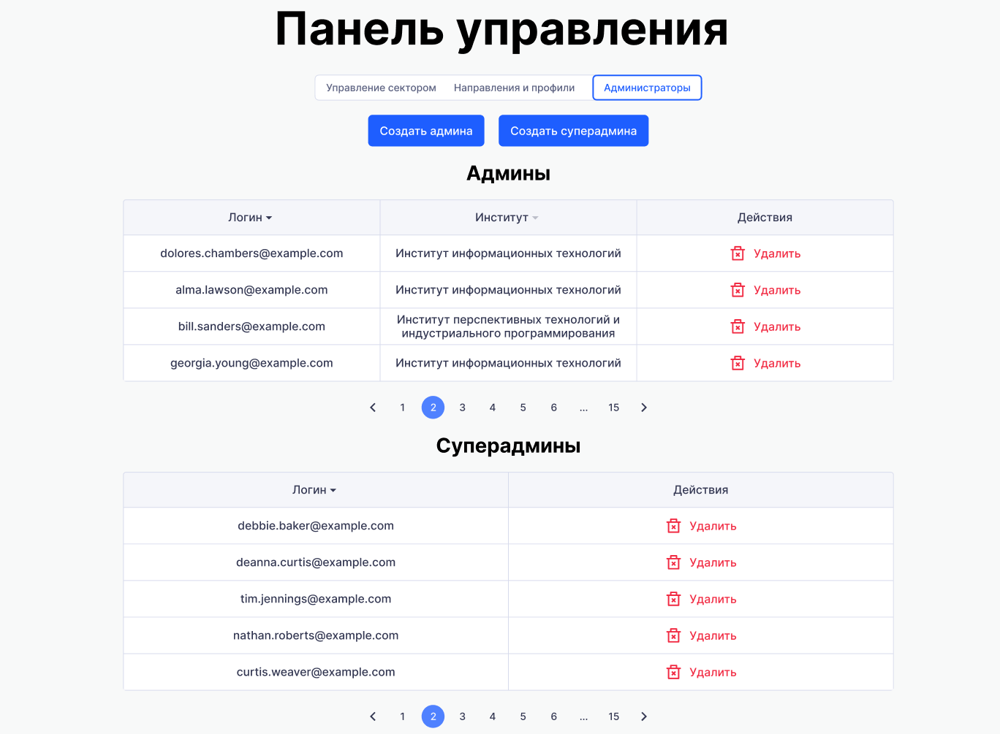 Панель управления
Управление сектором Направления и профили Администраторы
Создать админа Создать суперадмина
Админы
Логин Институт Действия
dolores.chambers@example.com Институт информационных технологий Удалить
alma.lawson@example.com Институт информационных технологий Удалить
bill.sanders@example.com Институт перспективных технологий и
индустриального программирования Удалить
georgia.young@example.com Институт информационных технологий Удалить
1 2 3 4 5 6 ... 15
Суперадмины
Логин Действия
debbie.baker@example.com Удалить
deanna.curtis@example.com Удалить
tim.jennings@example.com Удалить
nathan.roberts@example.com Удалить
curtis.weaver@example.com Удалить
1 2 3 4 5 6 ... 15